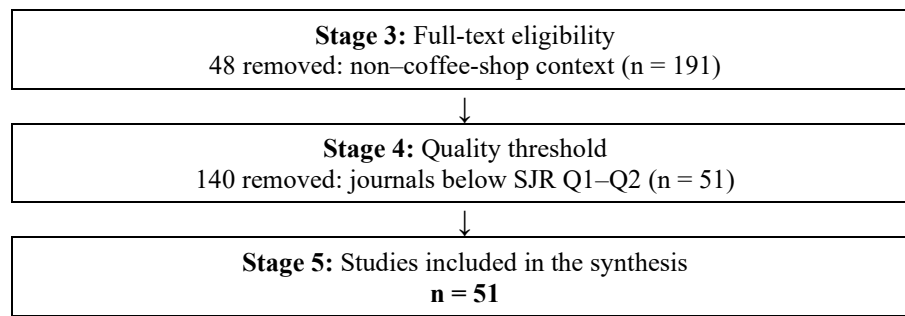 Stage 3: Full-text eligibility
48 removed: non–coffee-shop context (n = 191)
↓
Stage 4: Quality threshold
140 removed: journals below SJR Q1–Q2 (n = 51)
↓
Stage 5: Studies included in the synthesis
n = 51